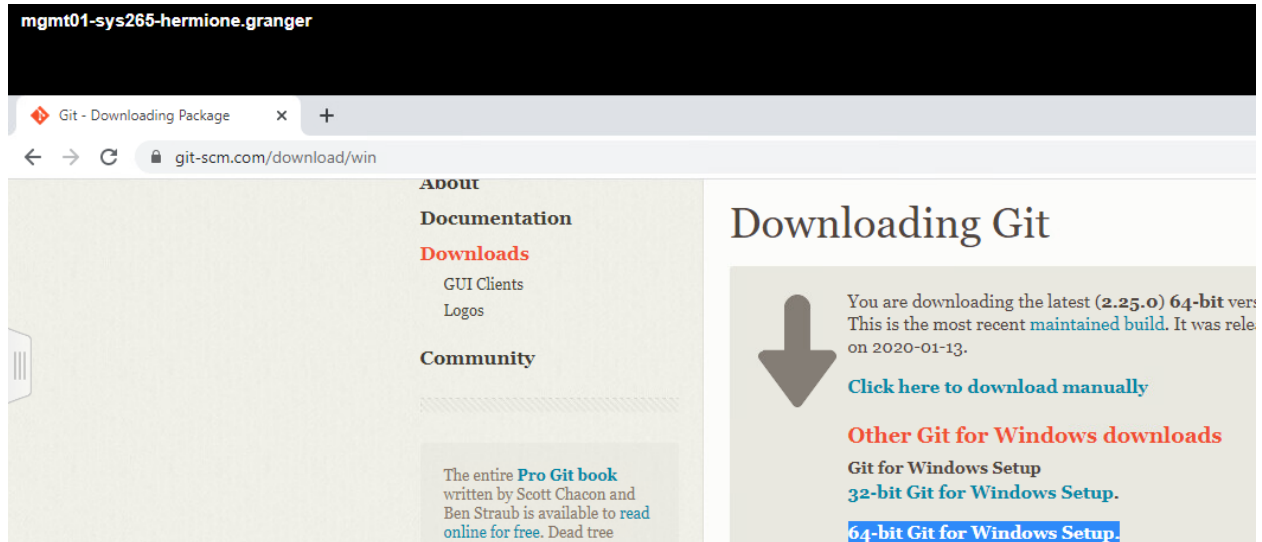 mgmt01-sys265-hermione.granger
Git - Downloading Package
git-scm.com/download/win
About
Documentation
Downloads
GUI Clients
Logos
Community
The entire Pro Git book
written by Scott Chacon and
Ben Straub is available to read
online for free. Dead tree
Downloading Git
You are downloading the latest (2.25.0) 64-bit
This is the most recent maintained build. It was
on 2020-01-13.
Click here to download manually
Other Git for Windows downloads
Git for Windows Setup
32-bit Git for Windows Setup.
64-bit Git for Windows Setup.